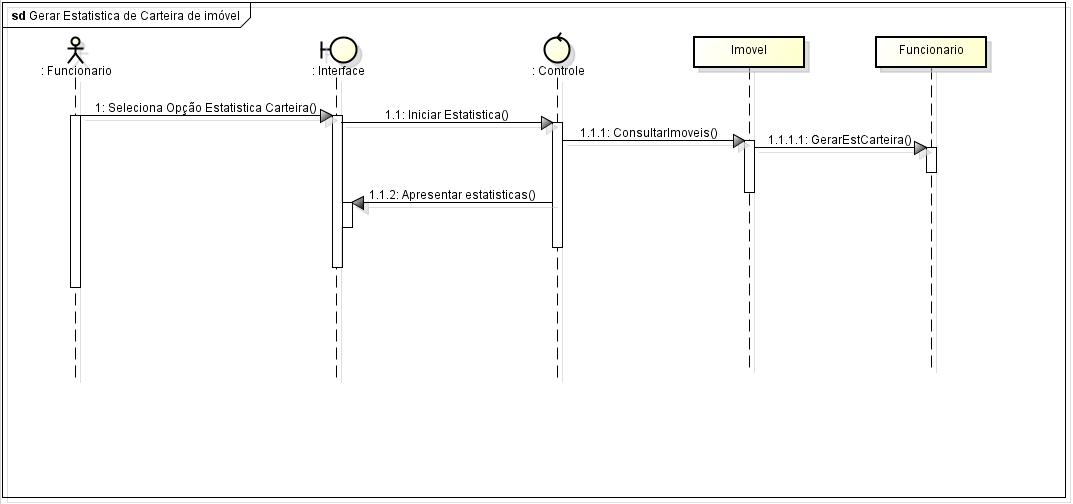 sd Gerar Estatistica de Carteira de imóvel
: Funcionario
: Interface
: Controle
Imovel
Funcionário
1: Seleciona Opção Estatistica Carteira()
1.1: Iniciar Estatistica()
1.1.1: ConsultarImoveis()
1.1.1.1: GerarEstCarteira()
1.1.2: Apresentar estatisticas()